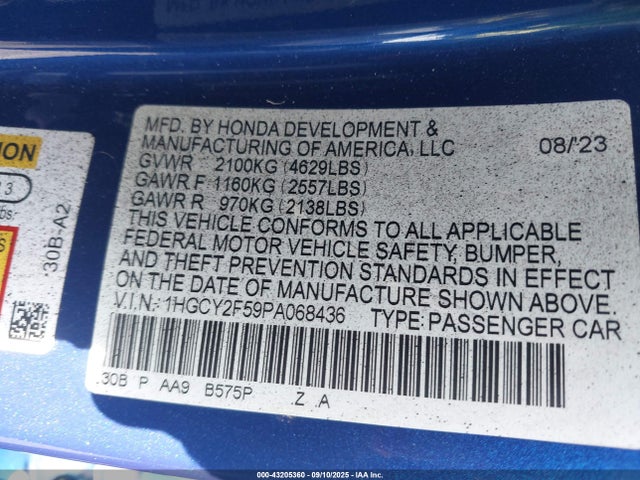 MFD. BY HONDA DEVELOPMENT &
MANUFACTURING OF AMERICA, LLC 08/'23
GVWR 2100KG (4629LBS)
GAWR F 1160KG (2557LBS)
GAWR R 970KG (2138LBS)
THIS VEHICLE CONFORMS TO ALL APPLICABLE
FEDERAL MOTOR VEHICLE SAFETY, BUMPER,
AND THEFT PREVENTION STANDARDS IN EFFECT
ON THE DATE OF MANUFACTURE SHOWN ABOVE.
V.I.N.: 1HGCY2F59PA068436 TYPE: PASSENGER CAR
30B P AA9 B575P Z A
30B-A2
000-43205360 - 09/10/2025 - IAA Inc.